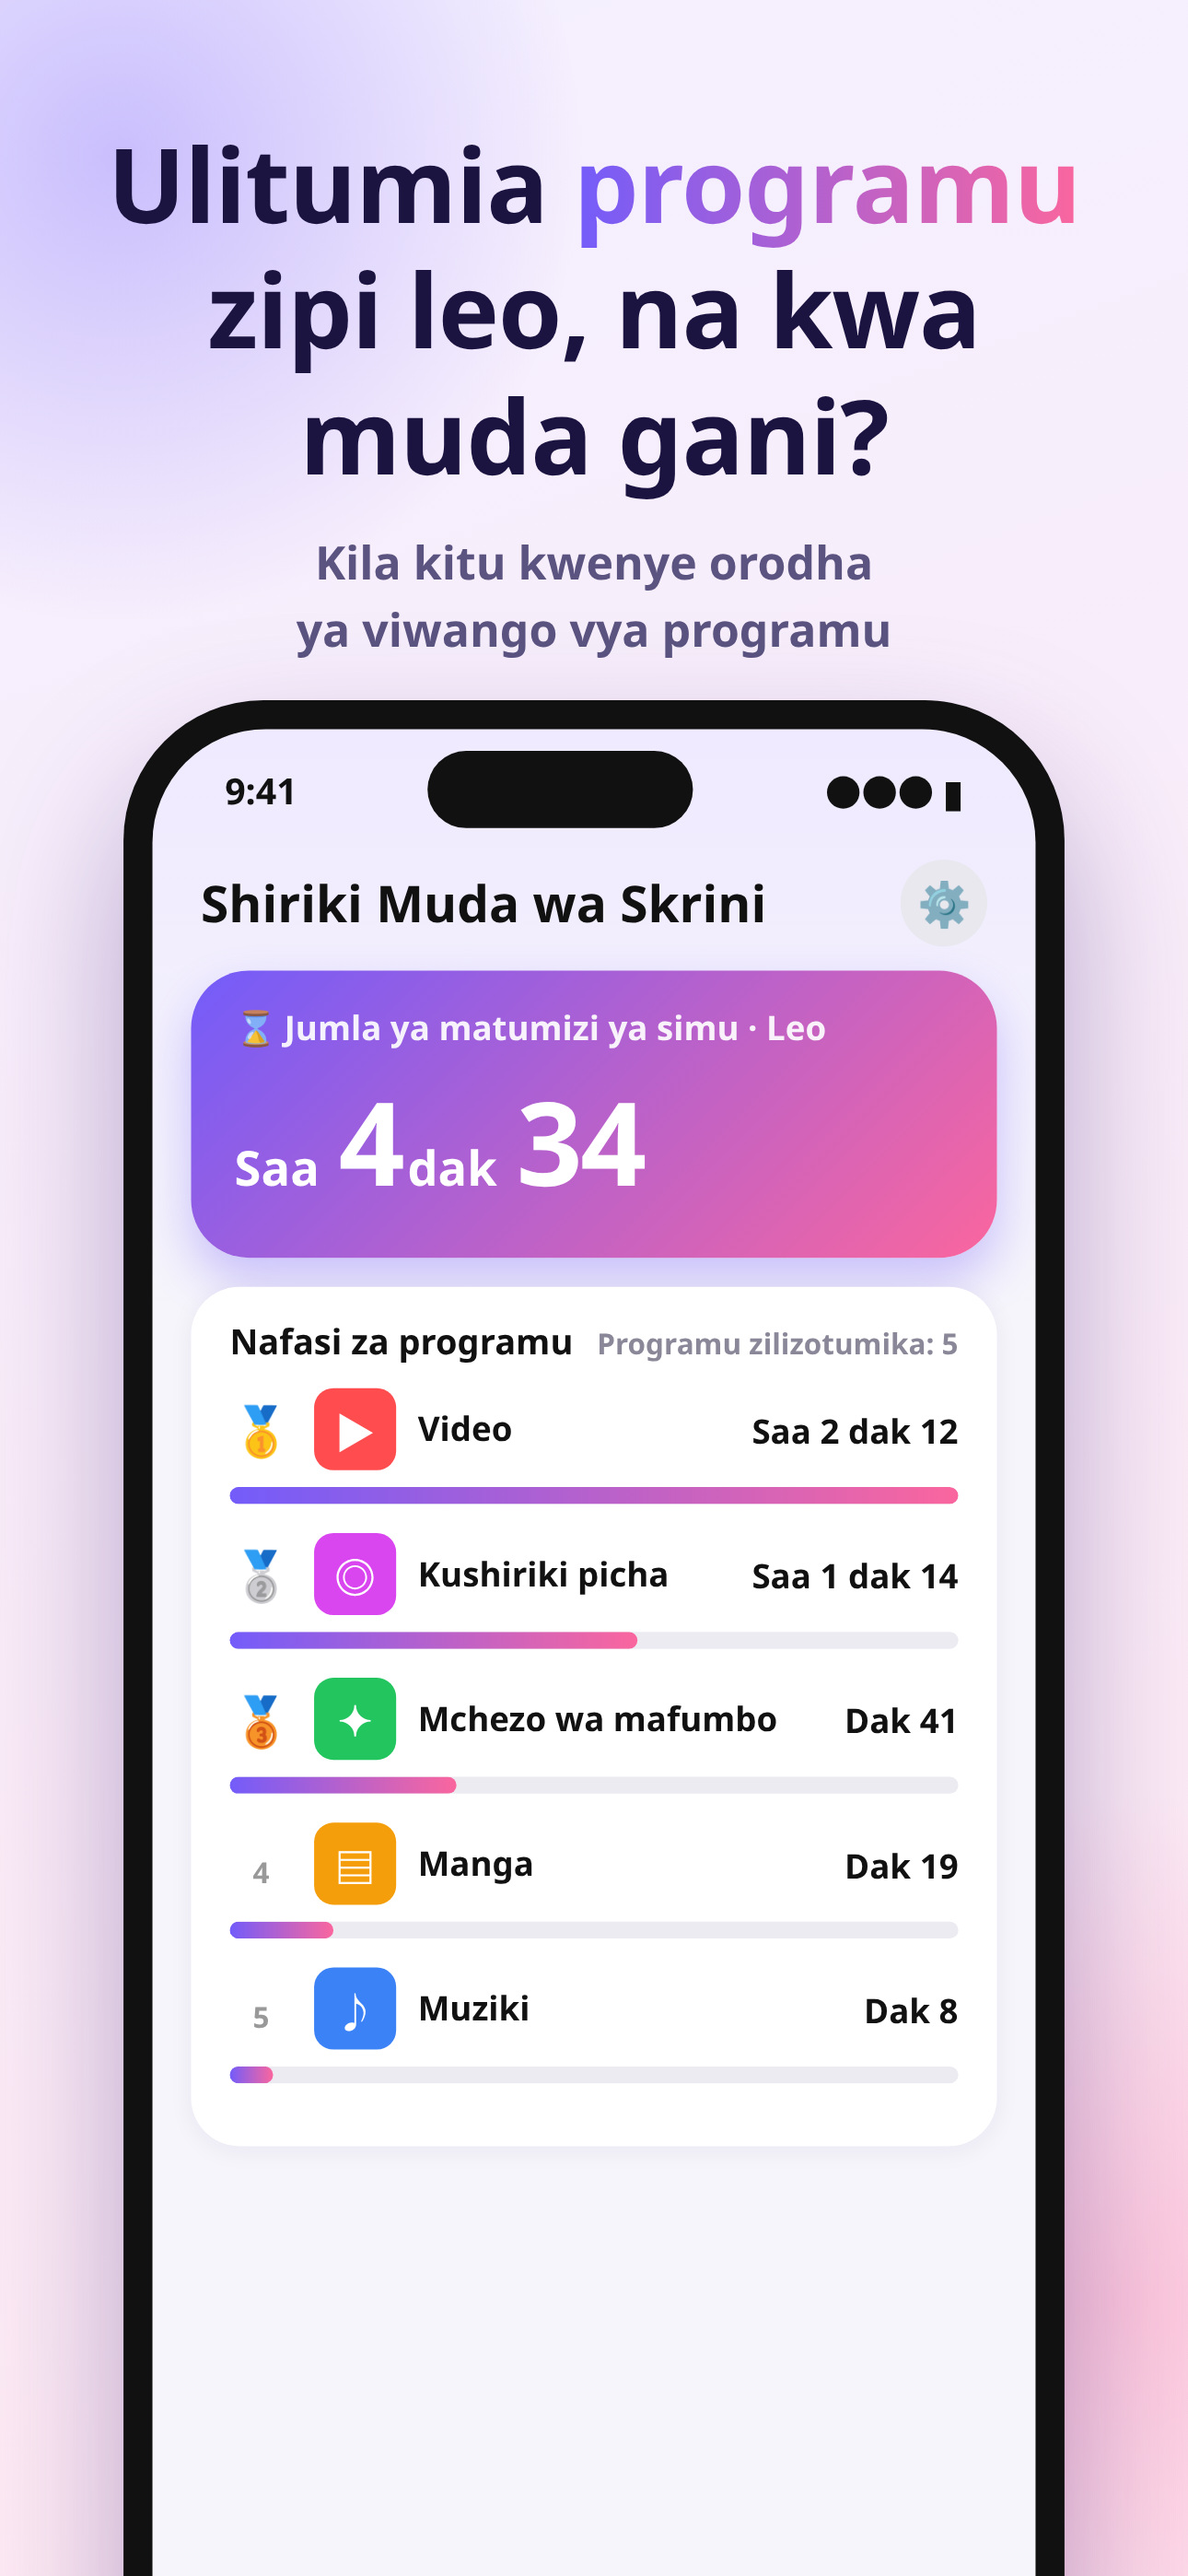 Ulitumia programu
zipi leo, na kwa
muda gani?
Kila kitu kwenye orodha
ya viwango vya programu
9:41
Shiriki Muda wa Skrini
Jumla ya matumizi ya simu · Leo
Saa 4 dak 34
Nafasi za programu Programu zilizotumika: 5
Video Saa 2 dak 12
Kushiriki picha Saa 1 dak 14
Mchezo wa mafumbo Dak 41
4 Manga Dak 19
5 Muziki Dak 8